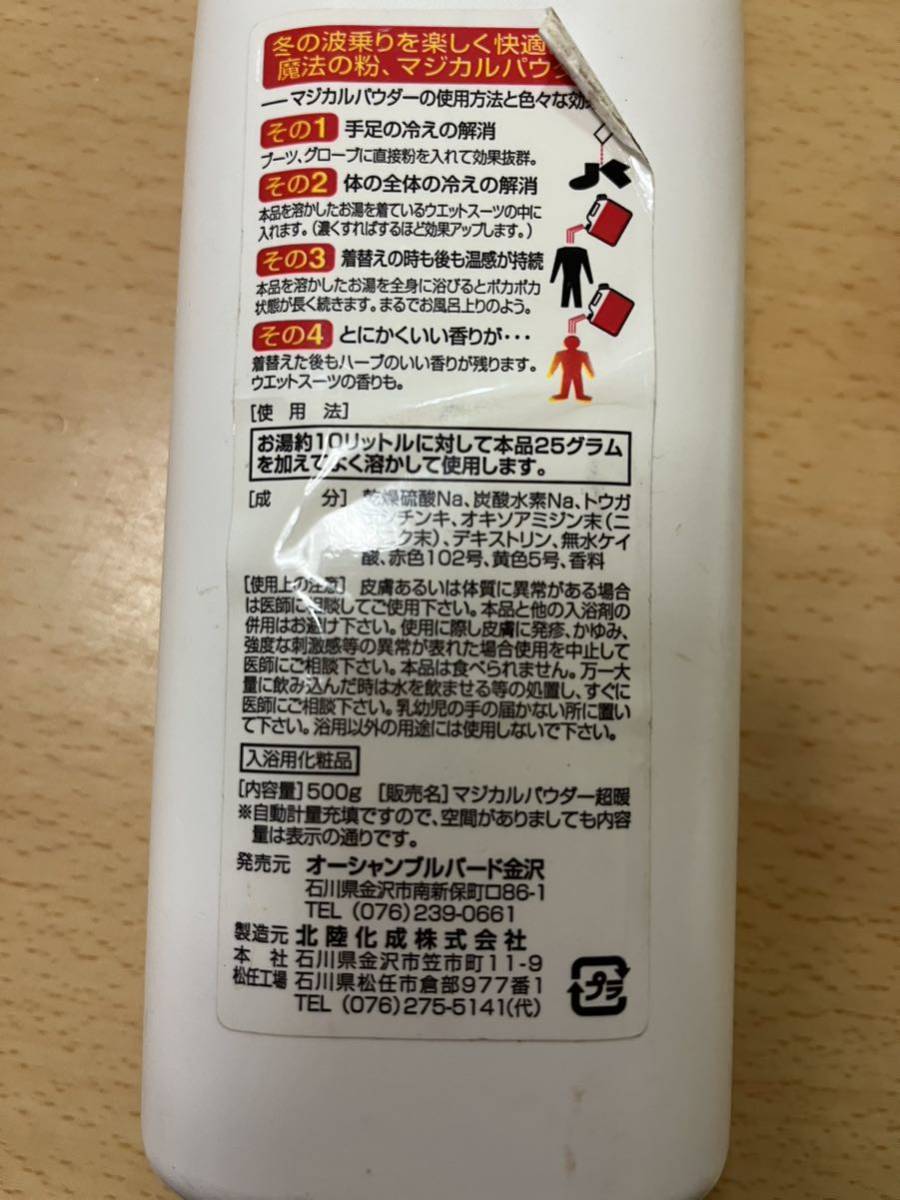 冬の波乗りを楽しく快適
魔法の粉、マジカルパウ
―マジカルパウダーの使用方法と色々な効
その1 手足の冷えの解消
ブーツ、グローブに直接粉を入れて効果抜群。
その2 体の全体の冷えの解消
本品を溶かしたお湯を着ているウエットスーツの中に
入れます。(濃くすればするほど効果アップします。)
その3 着替えの時も後も温感が持続
本品を溶かしたお湯を全身に浴びるとポカポカ
状態が長く続きます。まるでお風呂上りのよう。
その4 とにかくいい香りが・・・
着替えた後もハーブのいい香りが残ります。
ウエットスーツの香りも。
[使用法]
お湯約10リットルに対して本品25グラム
を加えてよく溶かして使用します。
[成分] 乾燥硫酸Na、炭酸水素Na、トウガ
ンチンキ、オキソアミジン末(ニ
ク末)、デキストリン、無水ケイ
酸、赤色102号、黄色5号、香料
[使用上の注意] 皮膚あるいは体質に異常がある場合
は医師に相談してご使用下さい。本品と他の入浴剤の
併用はお避け下さい。使用に際し皮膚に発疹、かゆみ、
強度な刺激感等の異常が表れた場合使用を中止して
医師にご相談下さい。本品は食べられません。万一大
量に飲み込んだ時は水を飲ませる等の処置し、すぐに
医師にご相談下さい。乳幼児の手の届かない所に置い
て下さい。浴用以外の用途には使用しないで下さい。
入浴用化粧品
[内容量]500g [販売名]マジカルパウダー超暖
※自動計量充填ですので、空間がありましても内容
量は表示の通りです。
発売元 オーシャンブルバード金沢
石川県金沢市南新保町ロ86-1
TEL (076)239-0661
製造元 北陸化成株式会社
本社 石川県金沢市笠市町11-9
松任工場 石川県松任市倉部977番1
TEL (076)275-5141(代)
プラ